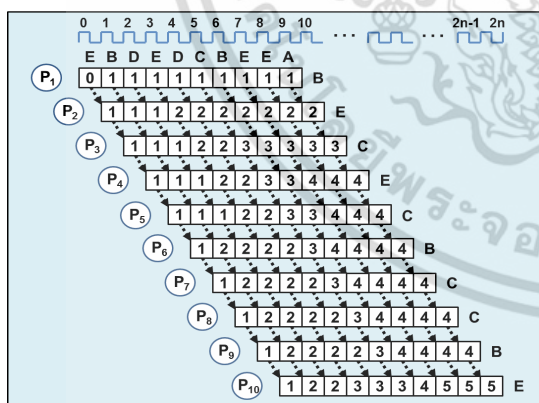 0 1 2 3 4 5 6 7 8 9 10 ... ... 2n-1 2n
E B D E D C B E E A
P1 0 1 1 1 1 1 1 1 1 1 B
P2 1 1 1 2 2 2 2 2 2 2 E
P3 1 1 1 2 2 3 3 3 3 3 C
P4 1 1 1 2 2 3 3 4 4 4 E
P5 1 1 1 2 2 3 3 4 4 4 C
P6 1 2 2 2 2 3 4 4 4 4 B
P7 1 2 2 2 2 3 4 4 4 4 C
P8 1 2 2 2 2 3 4 4 4 4 C
P9 1 2 2 2 2 3 4 4 4 4 B
P10 1 2 2 3 3 3 4 5 5 5 E